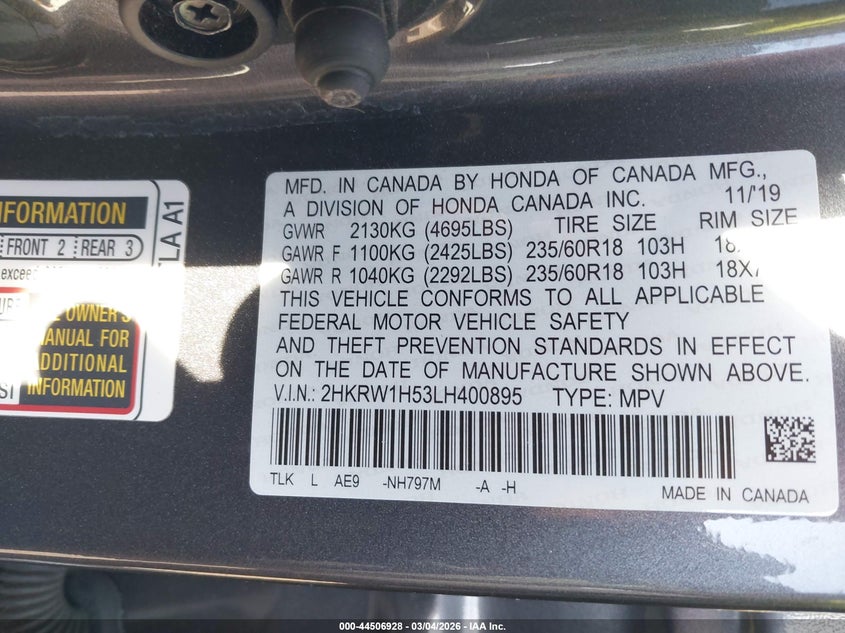 NFORMATION
FRONT 2 REAR 3
exceed
OWNER'S
MANUAL FOR
ADDITIONAL
INFORMATION
TLA A1
MFD. IN CANADA BY HONDA OF CANADA MFG.,
A DIVISION OF HONDA CANADA INC. 11/'19
GVWR 2130KG (4695LBS) TIRE SIZE RIM SIZE
GAWR F 1100KG (2425LBS) 235/60R18 103H
GAWR R 1040KG (2292LBS) 235/60R18 103H 18X7
THIS VEHICLE CONFORMS TO ALL APPLICABLE
FEDERAL MOTOR VEHICLE SAFETY
AND THEFT PREVENTION STANDARDS IN EFFECT
ON THE DATE OF MANUFACTURE SHOWN ABOVE.
V.I.N.: 2HKRW1H53LH400895 TYPE: MPV
TLK L AE9 -NH797M -A -H
MADE IN CANADA
000-44506928 - 03/04/2026 - IAA Inc.